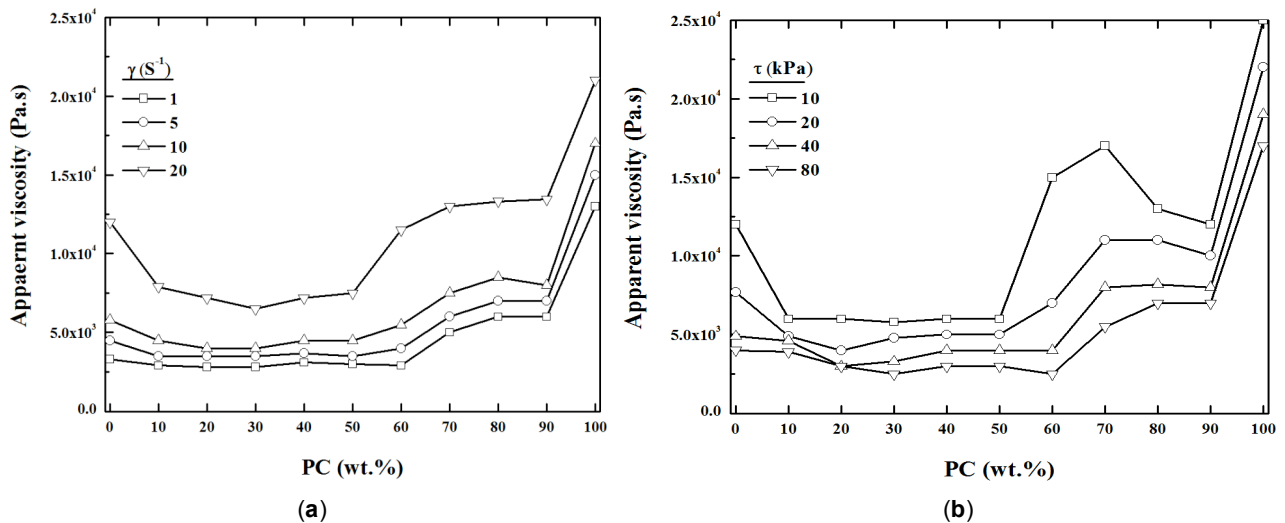 2.5x10⁴
2.0x10⁴
1.5x10⁴
1.0x10⁴
5.0x10³
0.0
Appaernt viscosity (Pa.s)
γ (S⁻¹)
1
5
10
20
0 10 20 30 40 50 60 70 80 90 100
PC (wt.%)
(a)
2.5x10⁴
2.0x10⁴
1.5x10⁴
1.0x10⁴
5.0x10³
0.0
Apparent viscosity (Pa.s)
τ (kPa)
10
20
40
80
0 10 20 30 40 50 60 70 80 90 100
PC (wt.%)
(b)